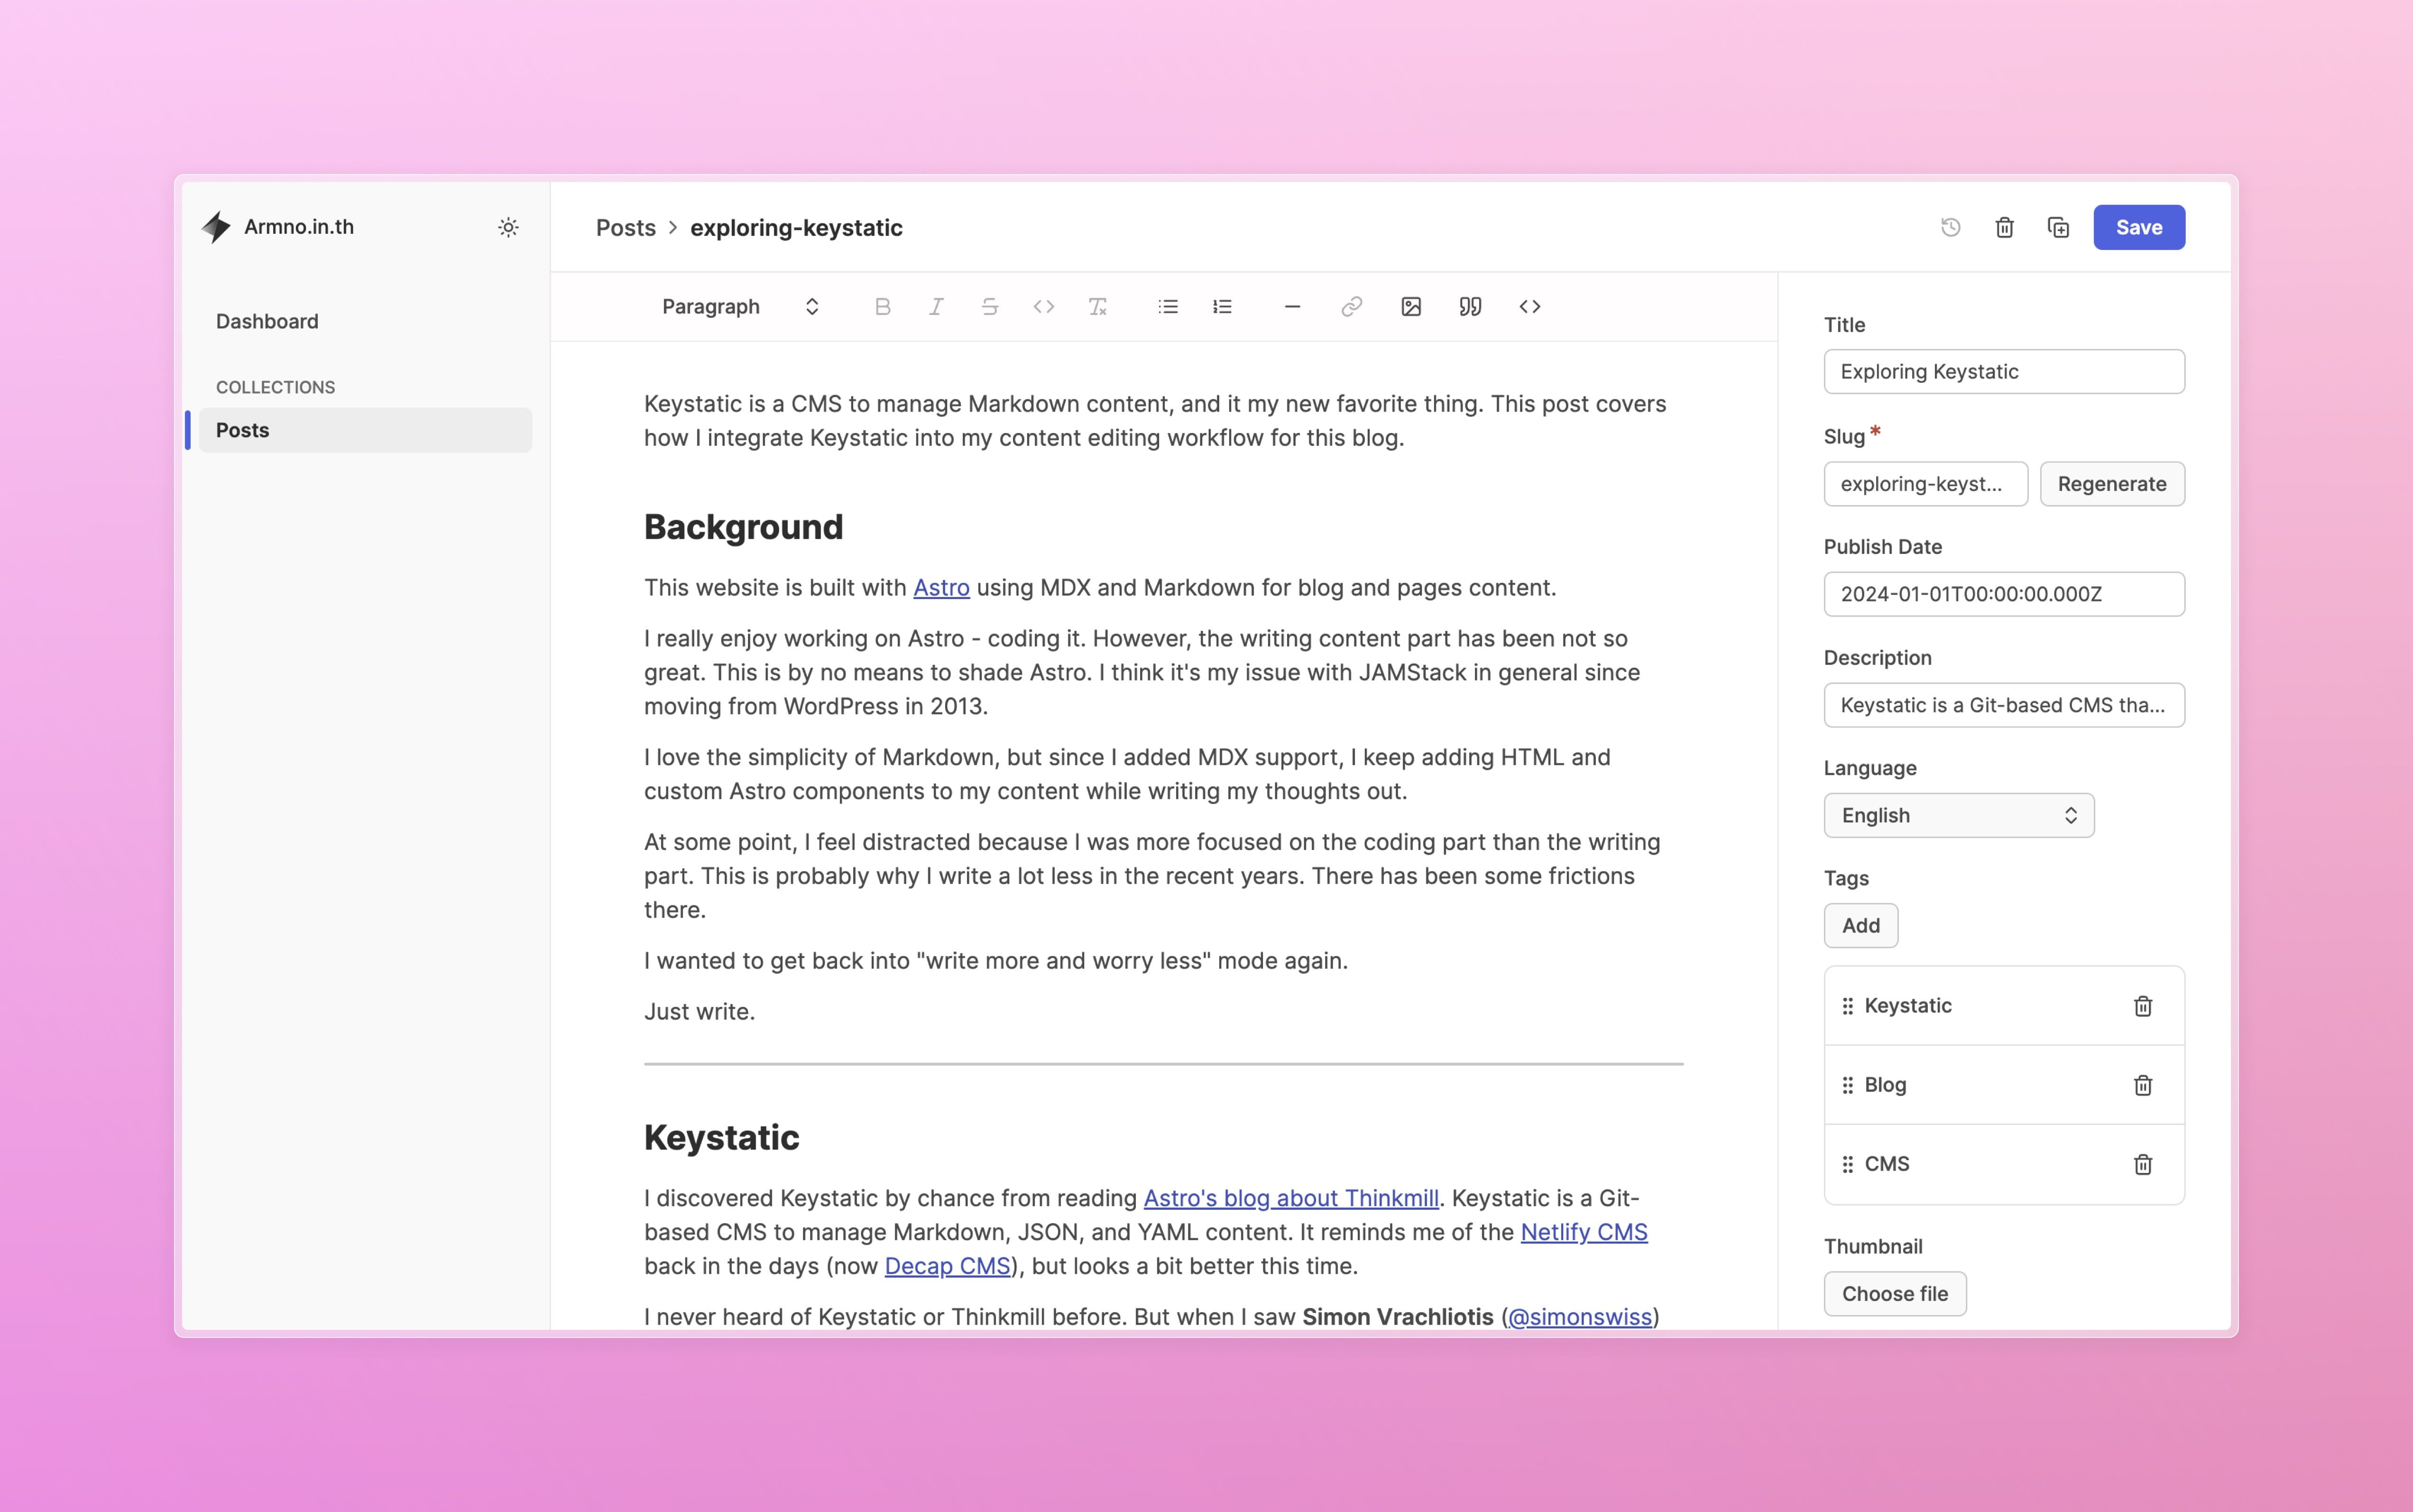 Armno.in.th
Dashboard
COLLECTIONS
Posts
Posts > exploring-keystatic
Save
Paragraph
Keystatic is a CMS to manage Markdown content, and it my new favorite thing. This post covers
how I integrate Keystatic into my content editing workflow for this blog.
Background
This website is built with Astro using MDX and Markdown for blog and pages content.
I really enjoy working on Astro - coding it. However, the writing content part has been not so
great. This is by no means to shade Astro. I think it's my issue with JAMStack in general since
moving from WordPress in 2013.
I love the simplicity of Markdown, but since I added MDX support, I keep adding HTML and
custom Astro components to my content while writing my thoughts out.
At some point, I feel distracted because I was more focused on the coding part than the writing
part. This is probably why I write a lot less in the recent years. There has been some frictions
there.
I wanted to get back into "write more and worry less" mode again.
Just write.
Keystatic
I discovered Keystatic by chance from reading Astro's blog about Thinkmill. Keystatic is a Git-
based CMS to manage Markdown, JSON, and YAML content. It reminds me of the Netlify CMS
back in the days (now Decap CMS), but looks a bit better this time.
I never heard of Keystatic or Thinkmill before. But when I saw Simon Vrachliotis (@simonswiss)
Title
Exploring Keystatic
Slug*
exploring-keyst...
Regenerate
Publish Date
2024-01-01T00:00:00.000Z
Description
Keystatic is a Git-based CMS tha...
Language
English
Tags
Add
Keystatic
Blog
CMS
Thumbnail
Choose file